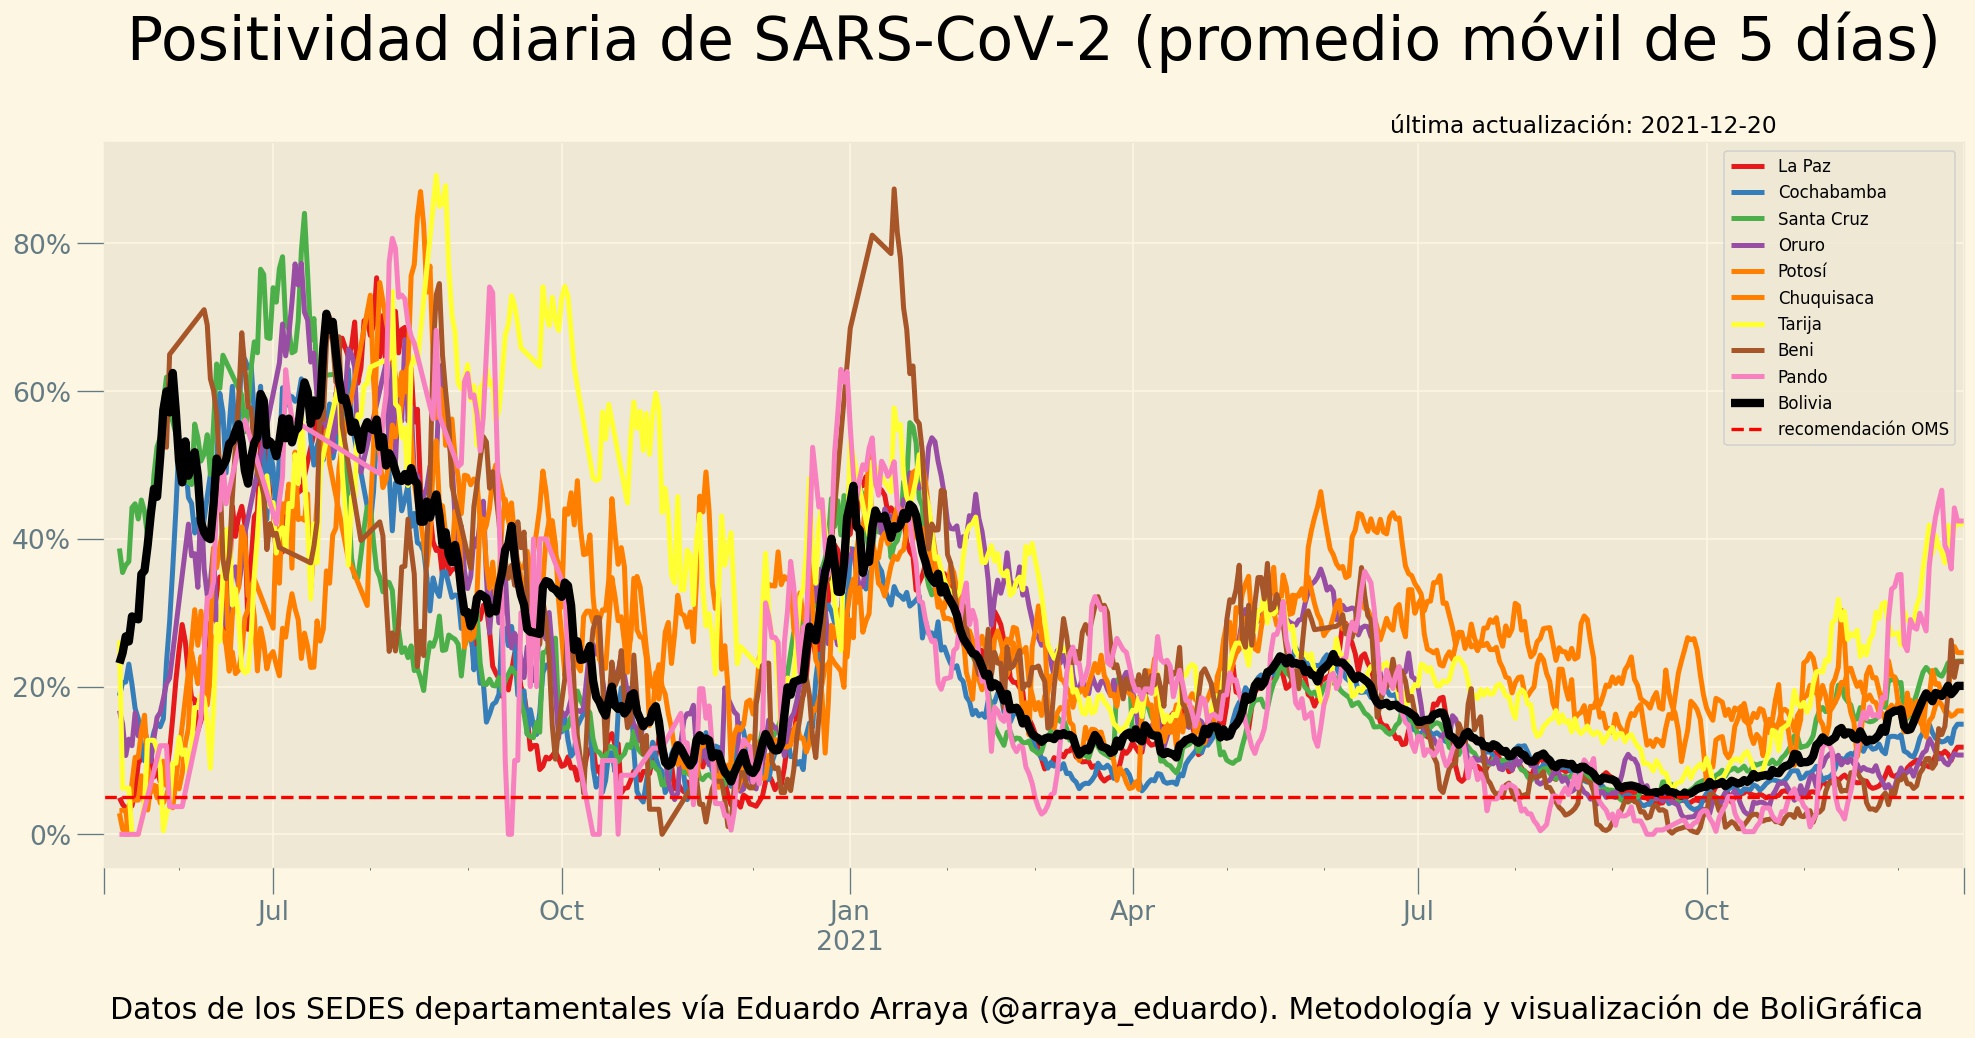 Positividad diaria de SARS-CoV-2 (promedio móvil de 5 días)
última actualización: 2021-12-20
La Paz
Cochabamba
Santa Cruz
Oruro
Potosí
Chuquisaca
Tarija
Beni
Pando
Bolivia
recomendación OMS
80%
60%
40%
20%
0%
Jul Oct Jan Apr Jul Oct
2021
Datos de los SEDES departamentales vía Eduardo Arraya (@arraya_eduardo). Metodología y visualización de BoliGráfica